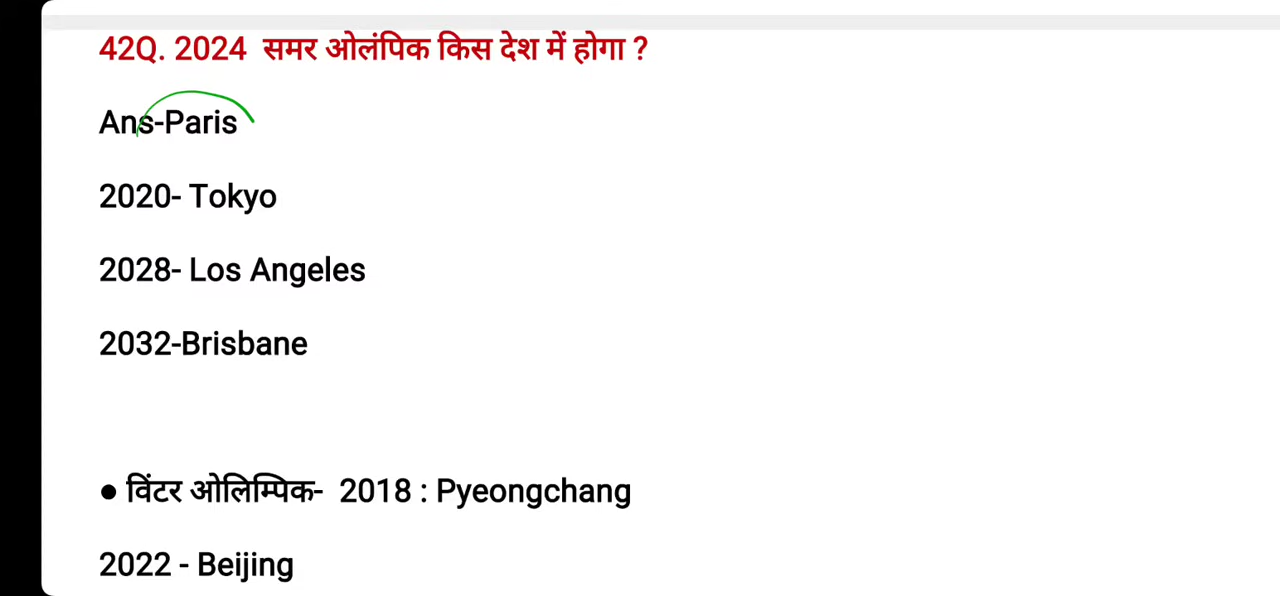 42Q. 2024 समर ओलंपिक किस देश में होगा ?
Ans-Paris
2020- Tokyo
2028- Los Angeles
2032-Brisbane
● विंटर ओलिम्पिक- 2018 : Pyeongchang
2022 - Beijing